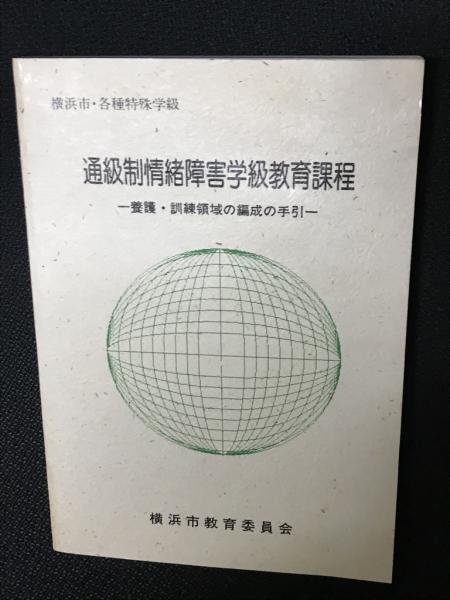 横浜市・各種特殊学級
通級制情緒障害学級教育課程
―養護・訓練領域の編成の手引―
横浜市教育委員会